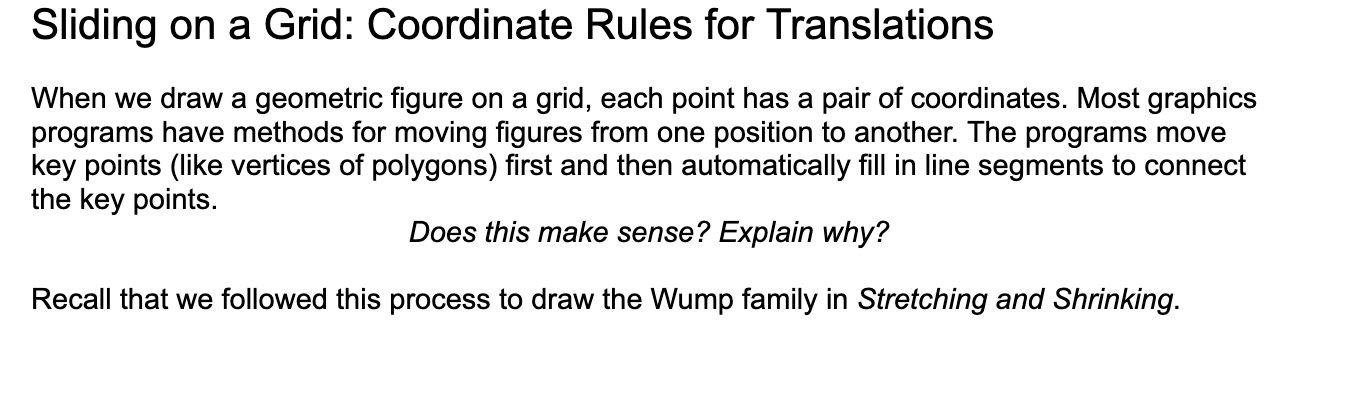 Sliding on a Grid: Coordinate Rules for Translations
When we draw a geometric figure on a grid, each point has a pair of coordinates. Most graphics
programs have methods for moving figures from one position to another. The programs move
key points (like vertices of polygons) first and then automatically fill in line segments to connect
the key points.
Does this make sense? Explain why?
Recall that we followed this process to draw the Wump family in Stretching and Shrinking.